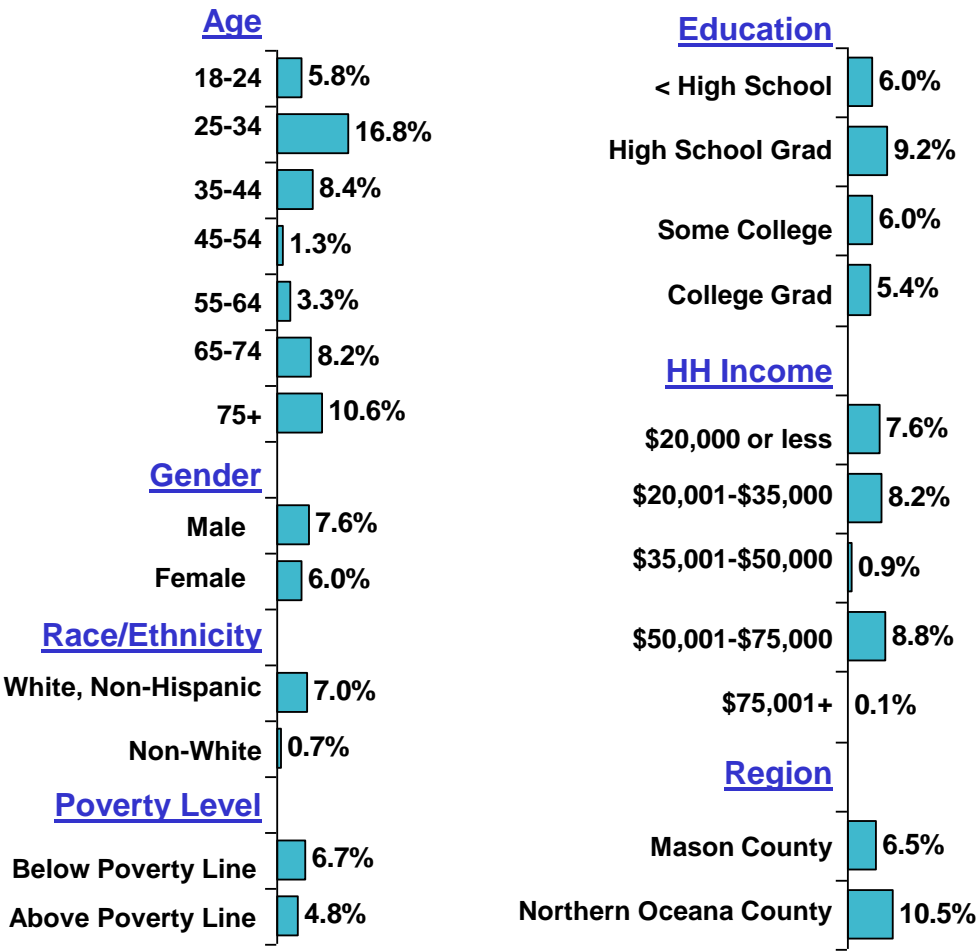 Age
18-24 5.8%
25-34 16.8%
35-44 8.4%
45-54 1.3%
55-64 3.3%
65-74 8.2%
75+ 10.6%
Gender
Male 7.6%
Female 6.0%
Race/Ethnicity
White, Non-Hispanic 7.0%
Non-White 0.7%
Poverty Level
Below Poverty Line 6.7%
Above Poverty Line 4.8%
Education
< High School 6.0%
High School Grad 9.2%
Some College 6.0%
College Grad 5.4%
HH Income
$20,000 or less 7.6%
$20,001-$35,000 8.2%
$35,001-$50,000 0.9%
$50,001-$75,000 8.8%
$75,001+ 0.1%
Region
Mason County 6.5%
Northern Oceana County 10.5%